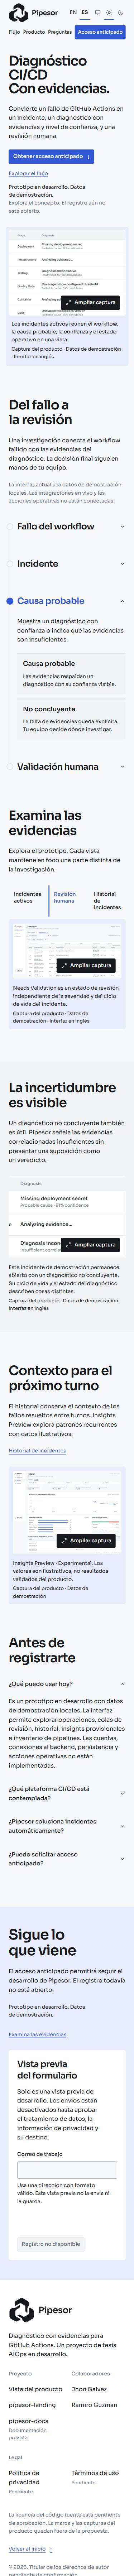 Pipesor
EN ES
Flujo Producto Preguntas Acceso anticipado
Diagnóstico
CI/CD
Con evidencias.
Convierte un fallo de GitHub Actions en
un incidente, un diagnóstico con
evidencias y nivel de confianza, y una
revisión humana.
Obtener acceso anticipado ↓
Explorar el flujo
Prototipo en desarrollo. Datos
de demostración.
Explora el concepto. El registro aún no
está abierto.
Ampliar captura
Los incidentes activos reúnen el workflow,
la causa probable, la confianza y el estado
operativo en una vista.
Captura del producto · Datos de demostración
· Interfaz en inglés
Del fallo a
la revisión
Una investigación conecta el workflow
fallido con las evidencias del
diagnóstico. La decisión final sigue en
manos de tu equipo.
La interfaz actual usa datos de demostración
locales. Las integraciones en vivo y las
acciones operativas no están conectadas.
Fallo del workflow
Incidente
Causa probable
Muestra un diagnóstico con
confianza o indica que las evidencias
son insuficientes.
Causa probable
Las evidencias respaldan un
diagnóstico con su confianza visible.
No concluyente
La falta de evidencias queda explícita.
Tu equipo decide dónde investigar.
Validación humana
Examina las
evidencias
Explora el prototipo. Cada vista
mantiene en foco una parte distinta de
la investigación.
Incidentes
activos
Revisión
humana
Historial
de
incidentes
Ampliar captura
Needs Validation es un estado de revisión
independiente de la severidad y del ciclo
de vida del incidente.
Captura del producto · Datos de
demostración · Interfaz en inglés
La incertidumbre
es visible
Un diagnóstico no concluyente también
es útil. Pipesor señala las evidencias
correlacionadas insuficientes sin
presentar una suposición como
un veredicto.
Diagnosis
Missing deployment secret
Probable cause · 91% confidence
Analyzing evidence…
Ampliar captura
Este incidente de demostración permanece
abierto con un diagnóstico no concluyente.
Su ciclo de vida y el estado del diagnóstico
describen cosas distintas.
Captura del producto · Datos de demostración ·
Interfaz en inglés
Contexto para el
próximo turno
El historial conserva el contexto de los
fallos resueltos entre turnos. Insights
Preview explora patrones recurrentes
con datos ilustrativos.
Historial de incidentes
Ampliar captura
Insights Preview · Experimental. Los
valores son ilustrativos, no resultados
validados del producto.
Captura del producto · Datos de
demostración
Antes de
registrarte
¿Qué puedo usar hoy?
Es un prototipo en desarrollo con datos
de demostración locales. La interfaz
permite explorar operaciones, colas de
revisión, historial, Insights provisionales
e inventario de pipelines. Las cuentas,
conexiones al backend, persistencia y
acciones operativas en vivo no están
implementadas.
¿Qué plataforma CI/CD está
contemplada?
¿Pipesor soluciona incidentes
automáticamente?
¿Puedo solicitar acceso
anticipado?
Sigue lo
que viene
El acceso anticipado permitirá seguir el
desarrollo de Pipesor. El registro todavía
no está abierto.
Prototipo en desarrollo. Datos
de demostración.
Examina las evidencias
Vista previa
del formulario
Solo es una vista previa de
desarrollo. Los envíos están
desactivados hasta aprobar
el tratamiento de datos, la
información de privacidad y
su destino.
Correo de trabajo
Usa una dirección con formato
válido. Esta vista previa no la envía ni
la guarda.
Registro no disponible
Pipesor
Diagnóstico con evidencias para
GitHub Actions. Un proyecto de tesis
AIOps en desarrollo.
Proyecto
Vista del producto
pipesor-landing
pipesor-docs
Documentación
prevista
Colaboradores
Jhon Galvez
Ramiro Guzman
Legal
Política de
privacidad
Pendiente
Términos de uso
Pendiente
La licencia del código fuente está pendiente
de aprobación. La marca y las capturas del
producto quedan fuera de la propuesta.
Volver al inicio ↑
© 2026. Titular de los derechos de autor
pendiente de confirmación.